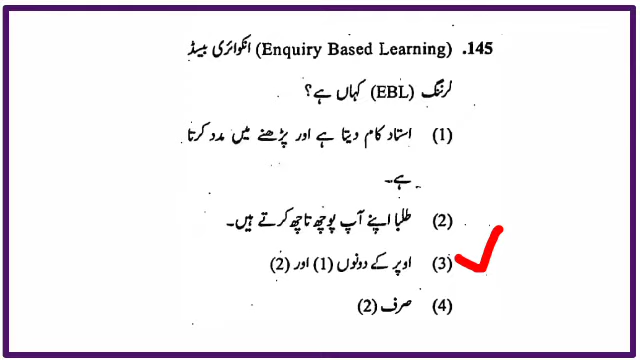 145. (Enquiry Based Learning) انکوائری بیسڈ
لرننگ (EBL) کہاں ہے؟
(1) استاد کام دیتا ہے اور پڑھنے میں مدد کرتا
ہے۔
(2) طلبا اپنے آپ پوچھ تاچھ کرتے ہیں۔
(3) اوپر کے دونوں (1) اور (2)
(4) صرف (2)